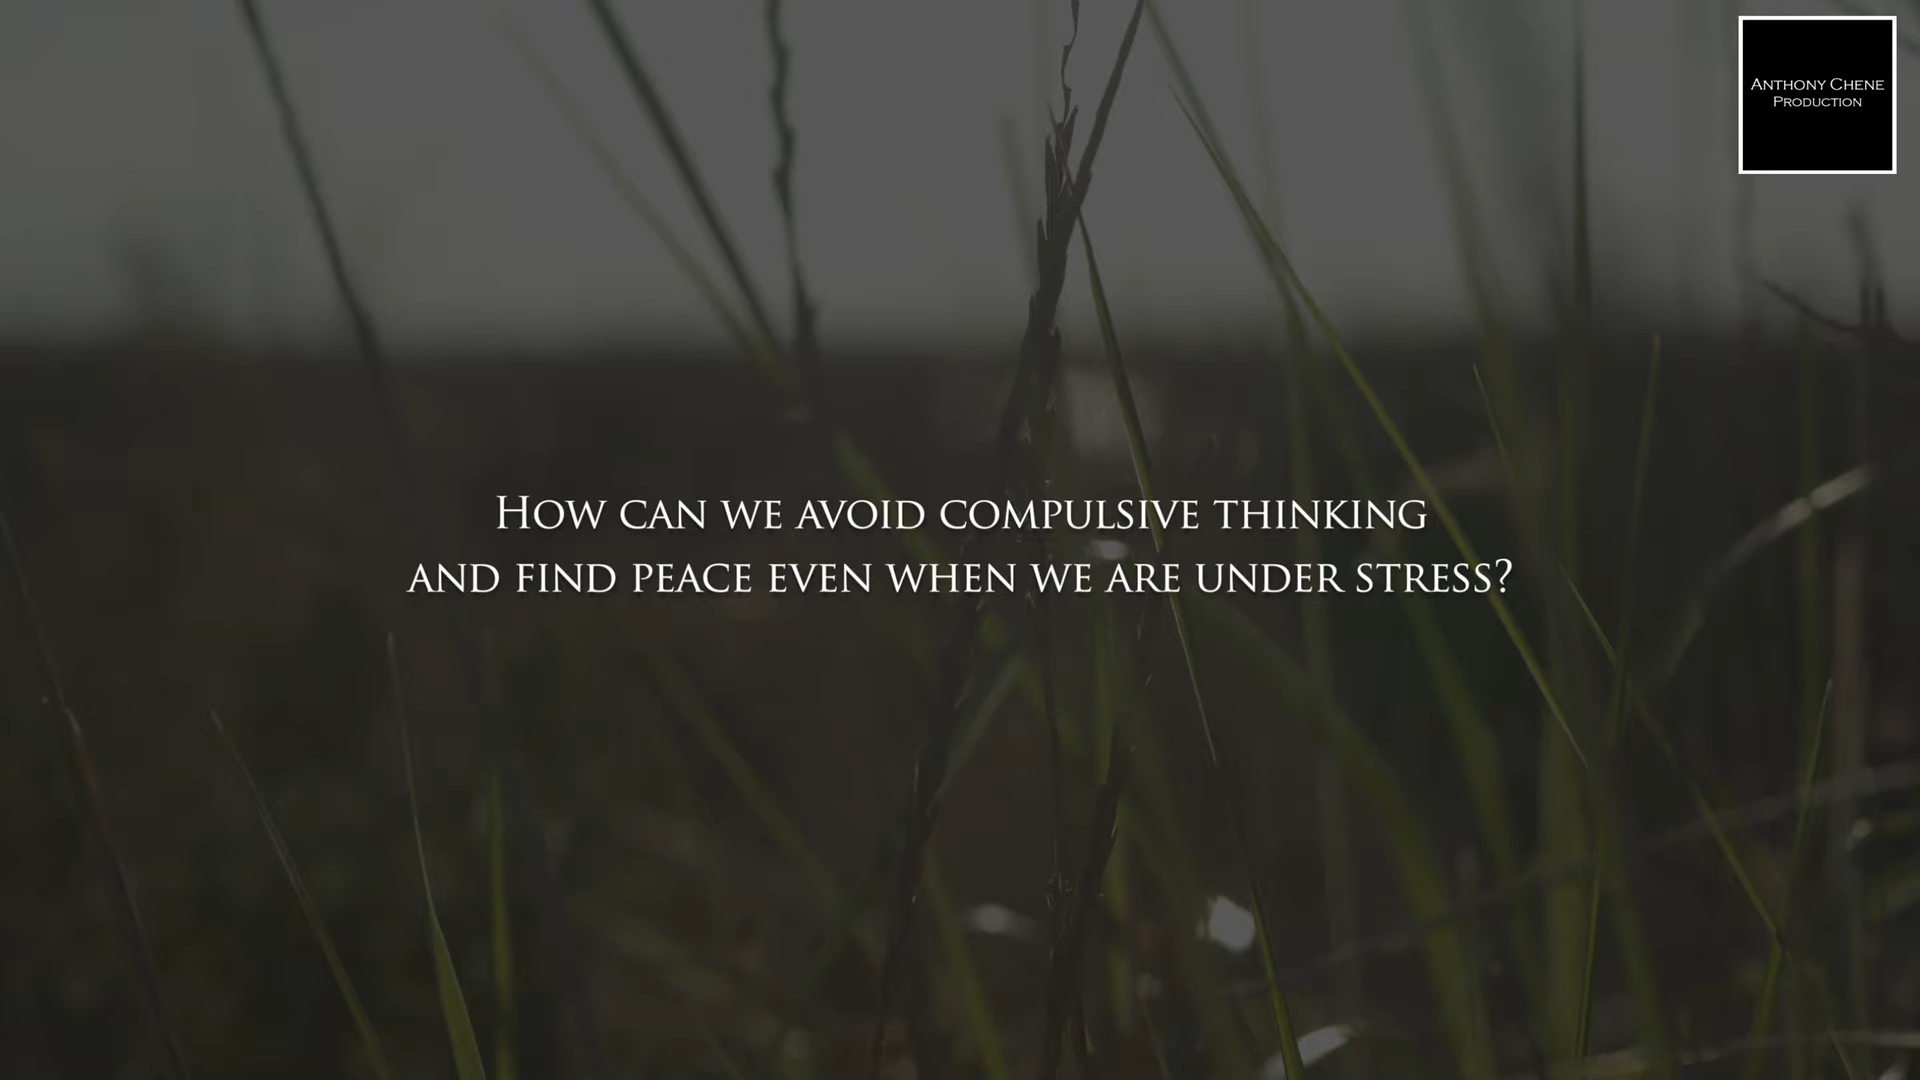 Anthony Chene
Production
How can we avoid compulsive thinking
and find peace even when we are under stress?